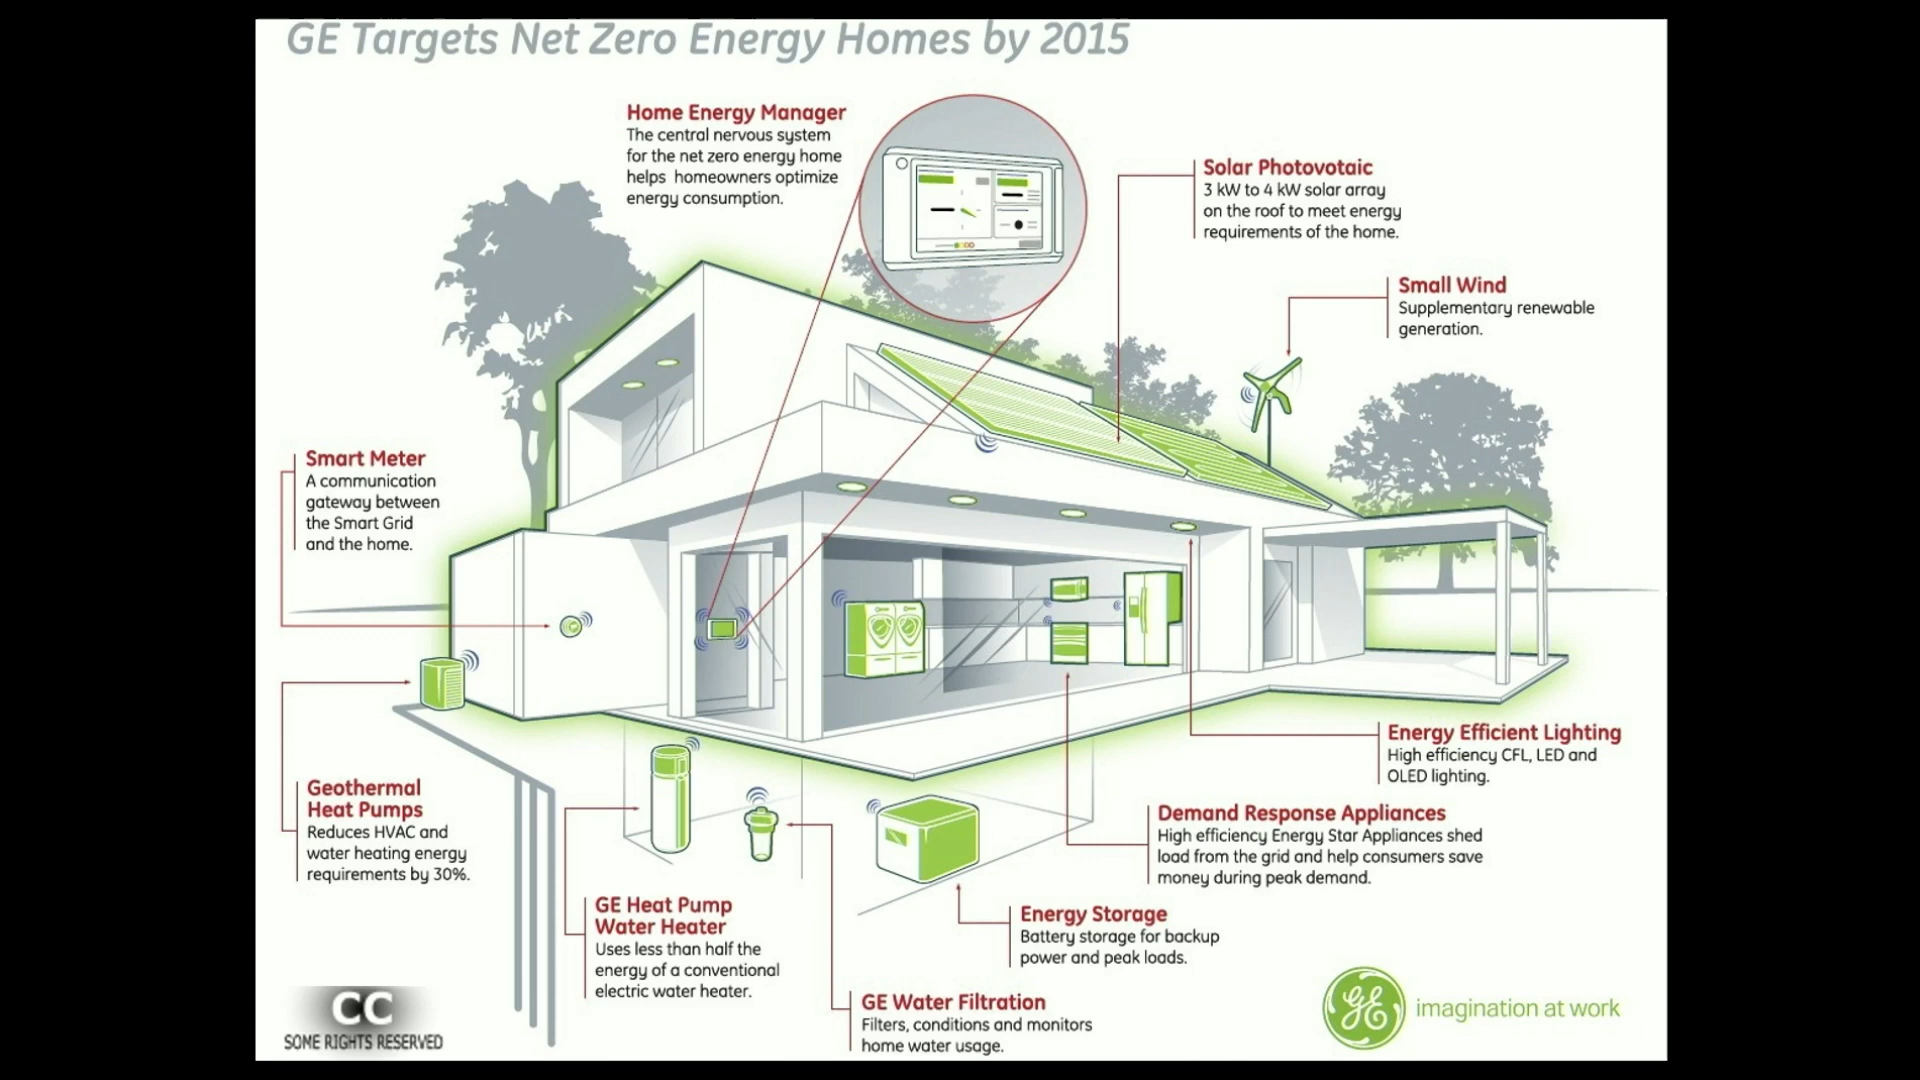 GE Targets Net Zero Energy Homes by 2015
Home Energy Manager
The central nervous system
for the net zero energy home
helps homeowners optimize
energy consumption.
Solar Photovotaic
3 kW to 4 kW solar array
on the roof to meet energy
requirements of the home.
Small Wind
Supplementary renewable
generation.
Smart Meter
A communication
gateway between
the Smart Grid
and the home.
Energy Efficient Lighting
High efficiency CFL, LED and
OLED lighting.
Geothermal
Heat Pumps
Reduces HVAC and
water heating energy
requirements by 30%.
Demand Response Appliances
High efficiency Energy Star Appliances shed
load from the grid and help consumers save
money during peak demand.
GE Heat Pump
Water Heater
Uses less than half the
energy of a conventional
electric water heater.
Energy Storage
Battery storage for backup
power and peak loads.
GE Water Filtration
Filters, conditions and monitors
home water usage.
CC
SOME RIGHTS RESERVED
GE
imagination at work